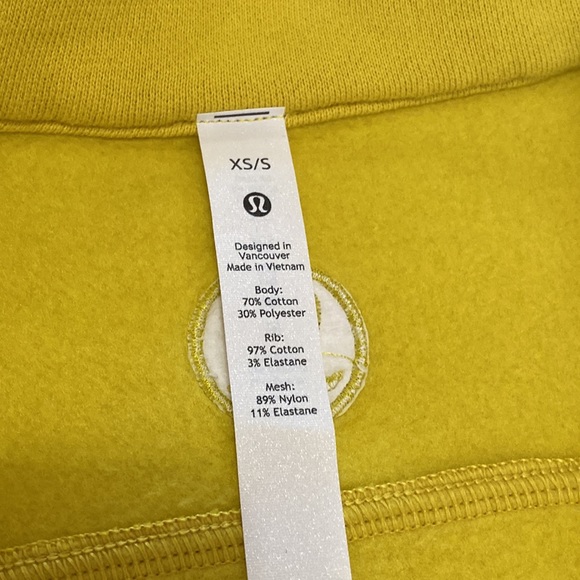 XS/S
Designed in
Vancouver
Made in Vietnam
Body:
70% Cotton
30% Polyester
Rib:
97% Cotton
3% Elastane
Mesh:
89% Nylon
11% Elastane